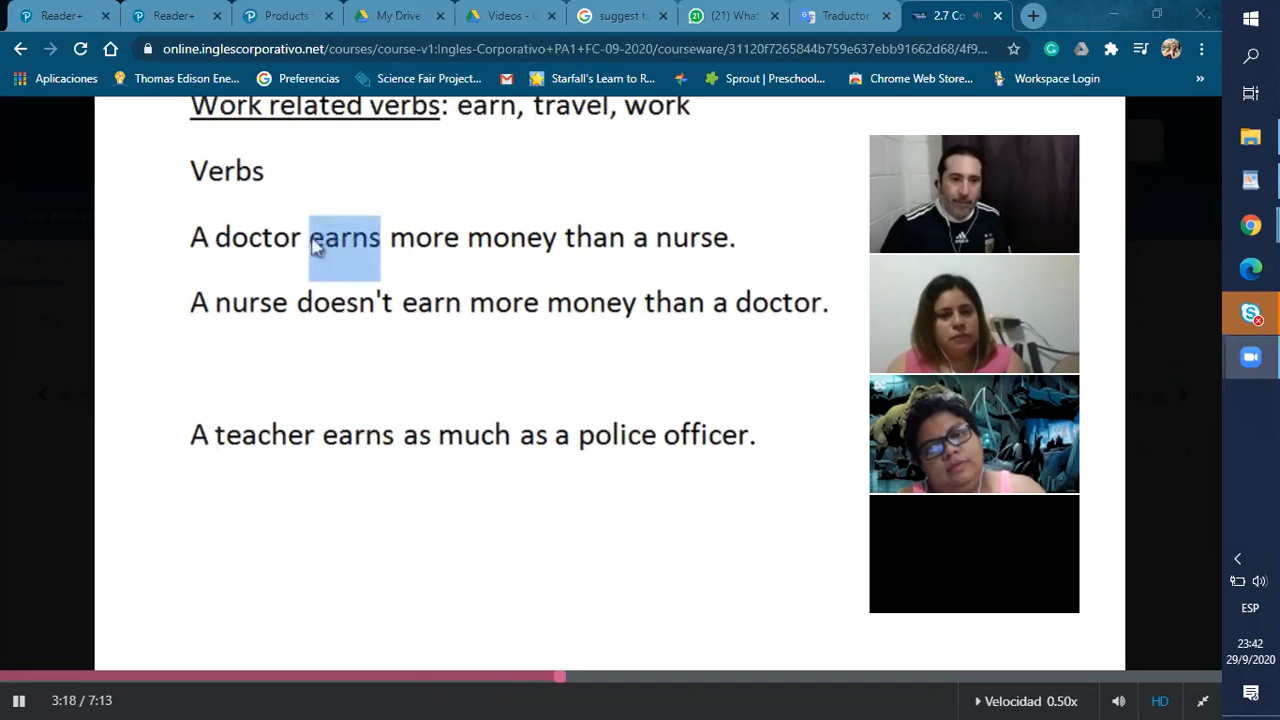 Reader+
Reader+
Products
My Drive
Videos - G
suggest tu
(21) What
Traductor
2.7 Co
online.inglescorporativo.net/courses/course-v1:Ingles-Corporativo+PA1+FC-09-2020/courseware/31120f7265844b759e637ebb91662d68/4f9...
Aplicaciones
Thomas Edison Ene...
Preferencias
Science Fair Project...
Starfall's Learn to R...
Sprout | Preschool...
Chrome Web Store...
Workspace Login
»
Work related verbs: earn, travel, work
Verbs
A doctor earns more money than a nurse.
A nurse doesn't earn more money than a doctor.
A teacher earns as much as a police officer.
3:18 / 7:13
Velocidad 0.50x
HD
ESP
23:42
29/9/2020